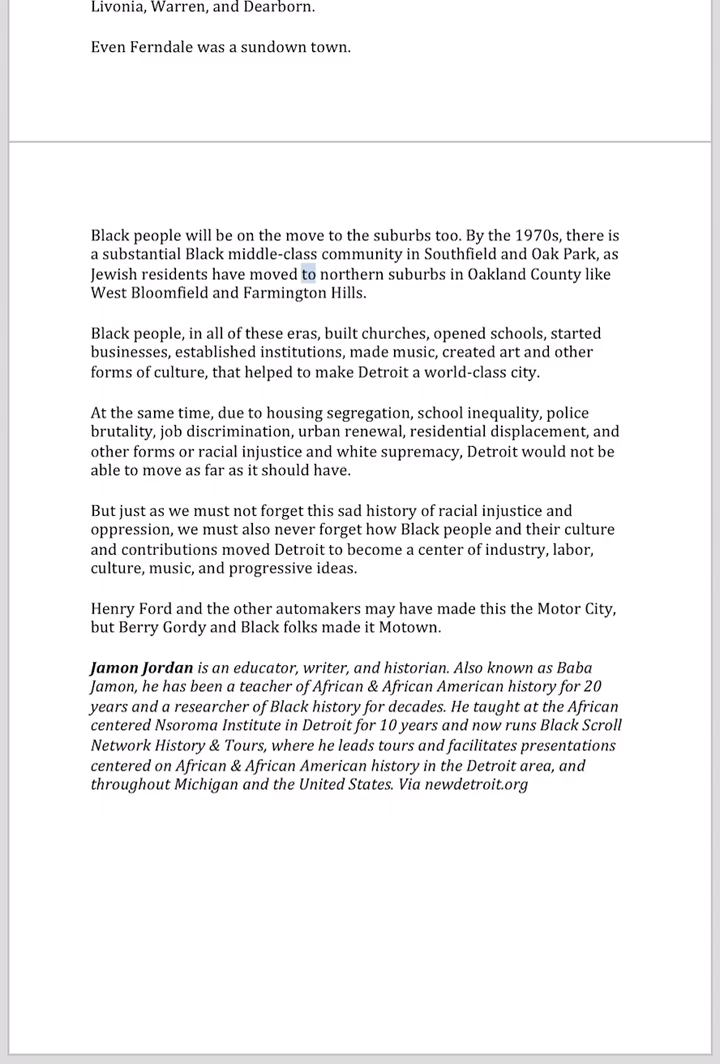 Livonia, Warren, and Dearborn.
Even Ferndale was a sundown town.
Black people will be on the move to the suburbs too. By the 1970s, there is
a substantial Black middle-class community in Southfield and Oak Park, as
Jewish residents have moved to northern suburbs in Oakland County like
West Bloomfield and Farmington Hills.
Black people, in all of these eras, built churches, opened schools, started
businesses, established institutions, made music, created art and other
forms of culture, that helped to make Detroit a world-class city.
At the same time, due to housing segregation, school inequality, police
brutality, job discrimination, urban renewal, residential displacement, and
other forms or racial injustice and white supremacy, Detroit would not be
able to move as far as it should have.
But just as we must not forget this sad history of racial injustice and
oppression, we must also never forget how Black people and their culture
and contributions moved Detroit to become a center of industry, labor,
culture, music, and progressive ideas.
Henry Ford and the other automakers may have made this the Motor City,
but Berry Gordy and Black folks made it Motown.
Jamon Jordan is an educator, writer, and historian. Also known as Baba
Jamon, he has been a teacher of African & African American history for 20
years and a researcher of Black history for decades. He taught at the African
centered Nsoroma Institute in Detroit for 10 years and now runs Black Scroll
Network History & Tours, where he leads tours and facilitates presentations
centered on African & African American history in the Detroit area, and
throughout Michigan and the United States. Via newdetroit.org